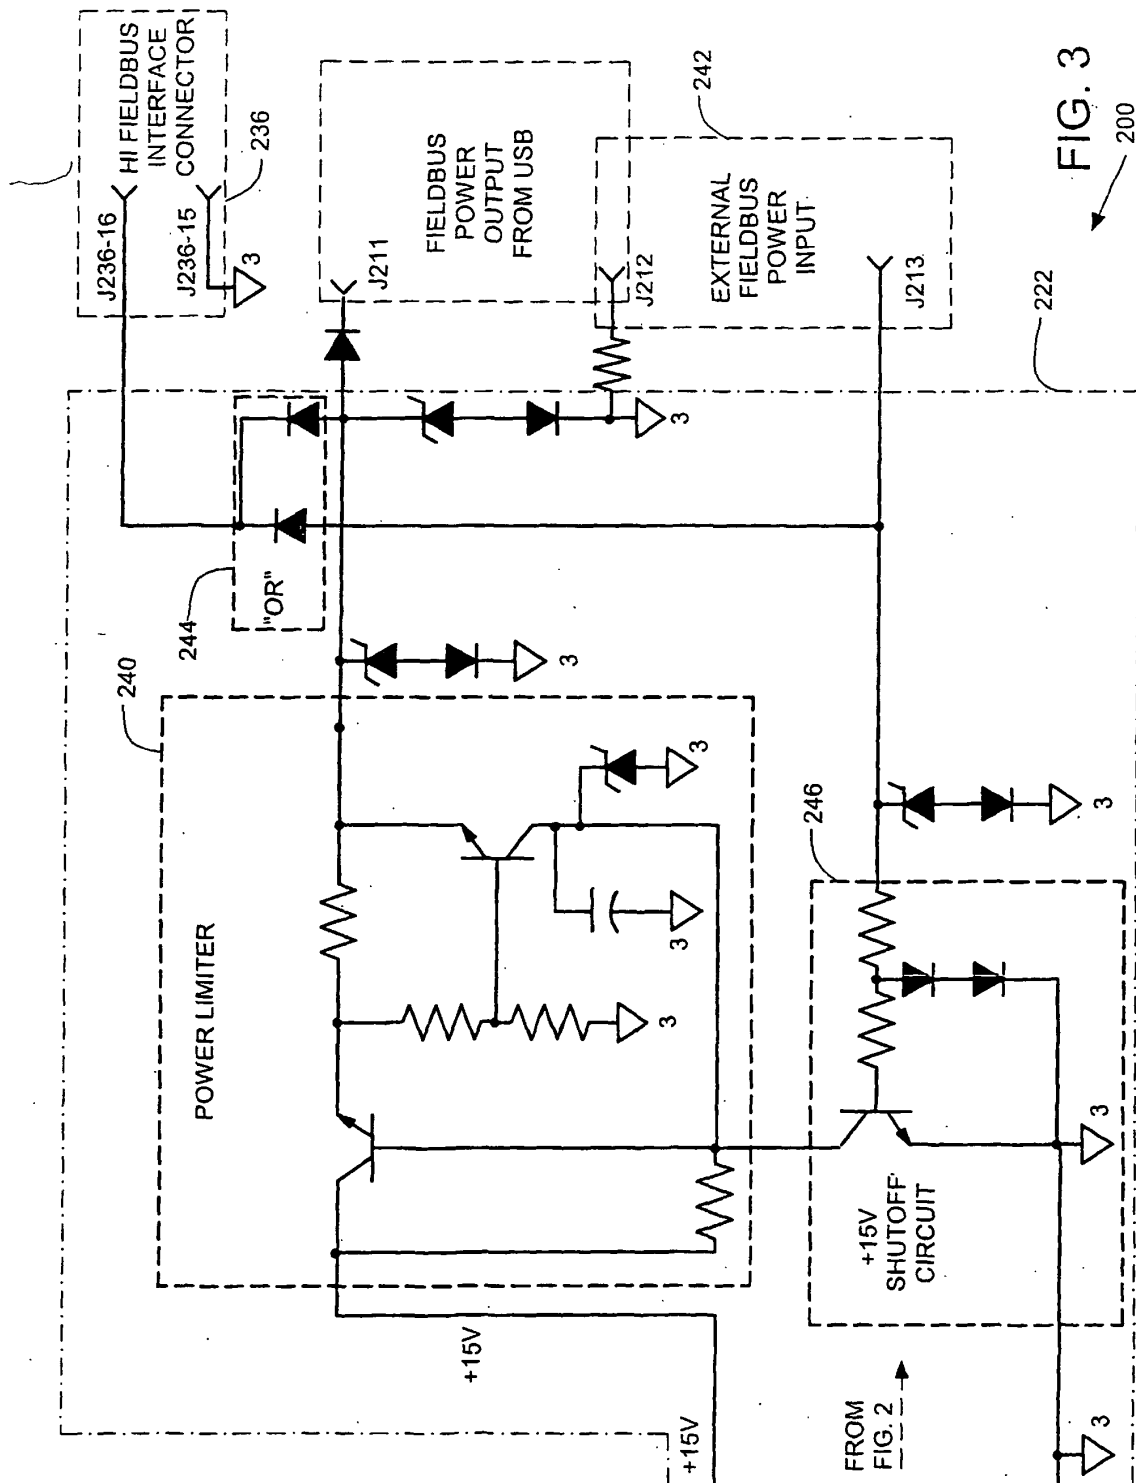 HI FIELDBUS
INTERFACE
CONNECTOR
J236-16
J236-15
3
236
FIELDBUS
POWER
OUTPUT
FROM USB
J211
J212
242
EXTERNAL
FIELDBUS
POWER
INPUT
J213
FIG. 3
200
222
3
244
"OR"
3
240
POWER LIMITER
3
3
3
246
3
+15V
SHUTOFF
CIRCUIT
3
+15V
+15V
FROM
FIG. 2
3